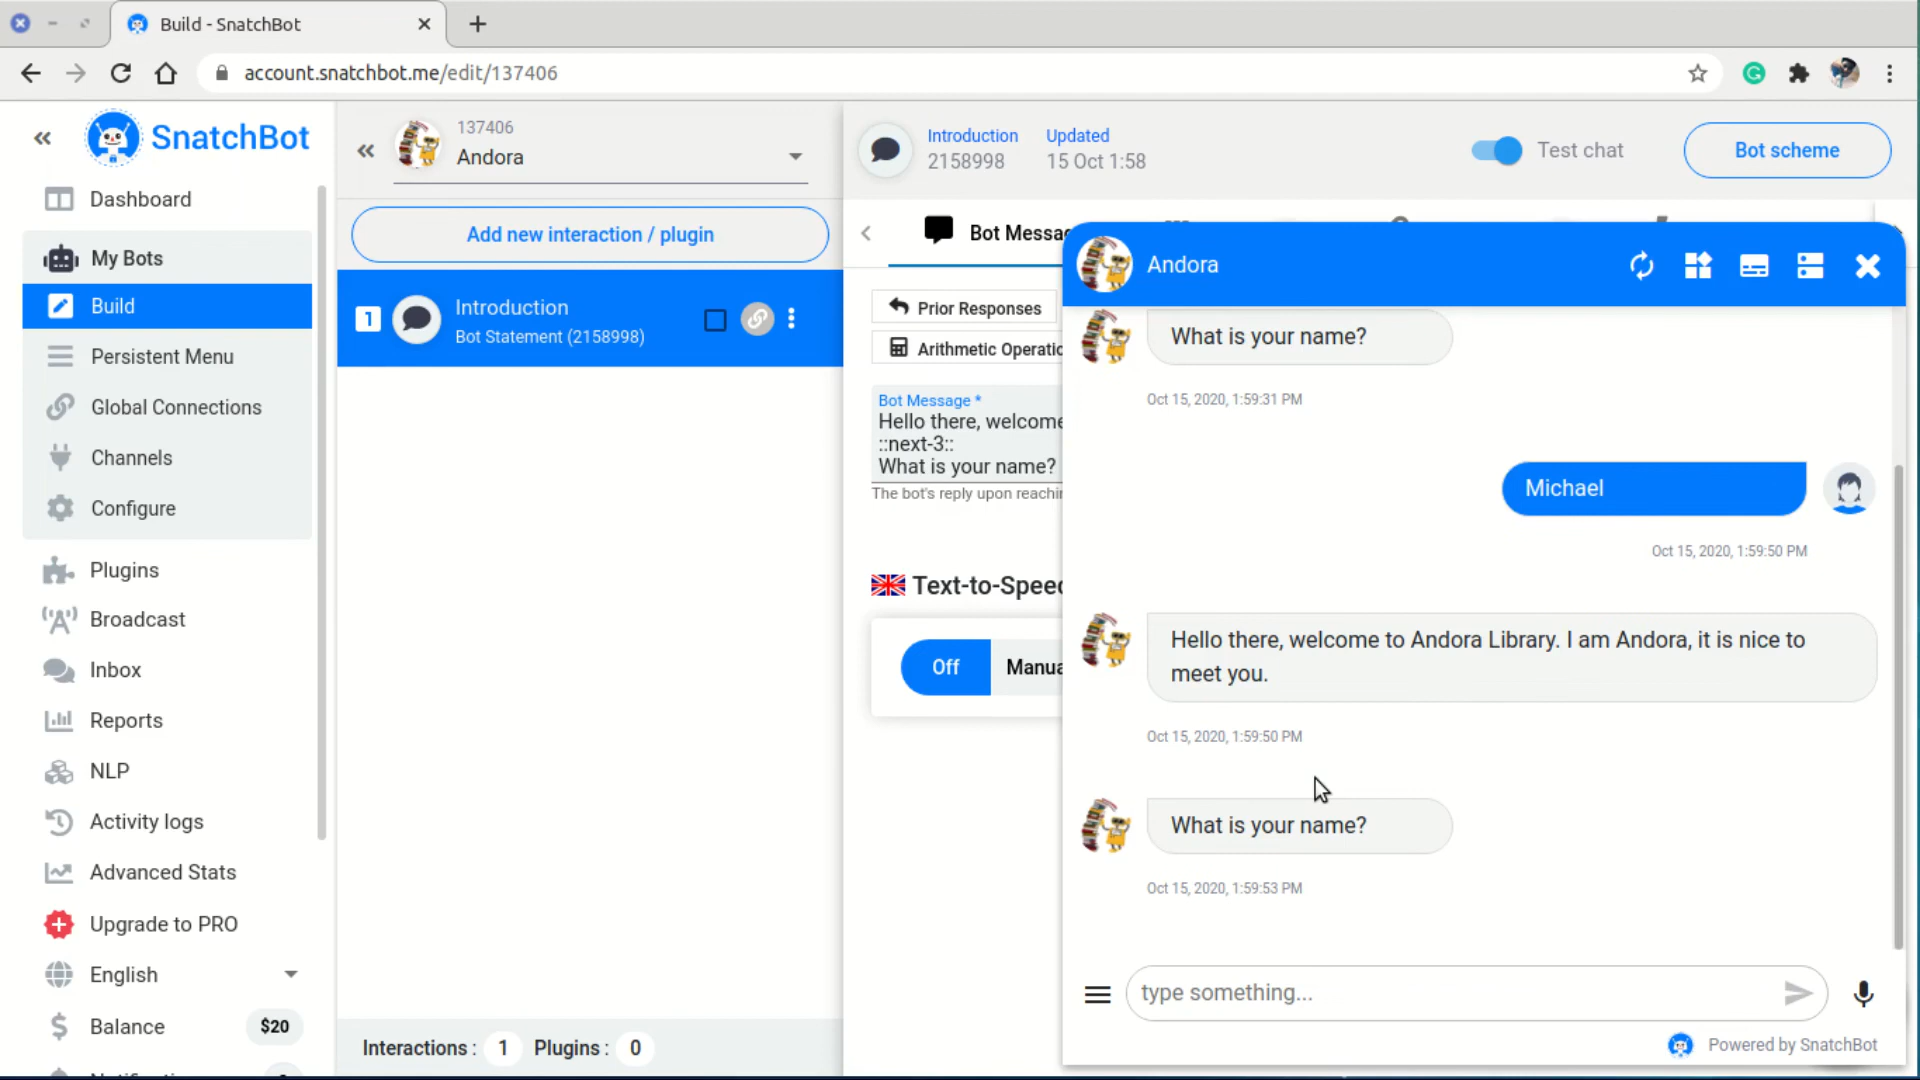 Build - SnatchBot
account.snatchbot.me/edit/137406
SnatchBot
Dashboard
My Bots
Build
Persistent Menu
Global Connections
Channels
Configure
Plugins
Broadcast
Inbox
Reports
NLP
Activity logs
Advanced Stats
Upgrade to PRO
English
Balance $20
137406
Andora
Add new interaction / plugin
1
Introduction
Bot Statement (2158998)
Interactions : 1 Plugins : 0
Introduction Updated
2158998 15 Oct 1:58
Test chat
Bot scheme
Bot Messa
Prior Responses
Arithmetic Operatio
Bot Message *
Hello there, welcome
::next-3::
What is your name?
The bot's reply upon reachi
Text-to-Speec
Off Manua
Andora
What is your name?
Oct 15, 2020, 1:59:31 PM
Michael
Oct 15, 2020, 1:59:50 PM
Hello there, welcome to Andora Library. I am Andora, it is nice to
meet you.
Oct 15, 2020, 1:59:50 PM
What is your name?
Oct 15, 2020, 1:59:53 PM
type something...
Powered by SnatchBot